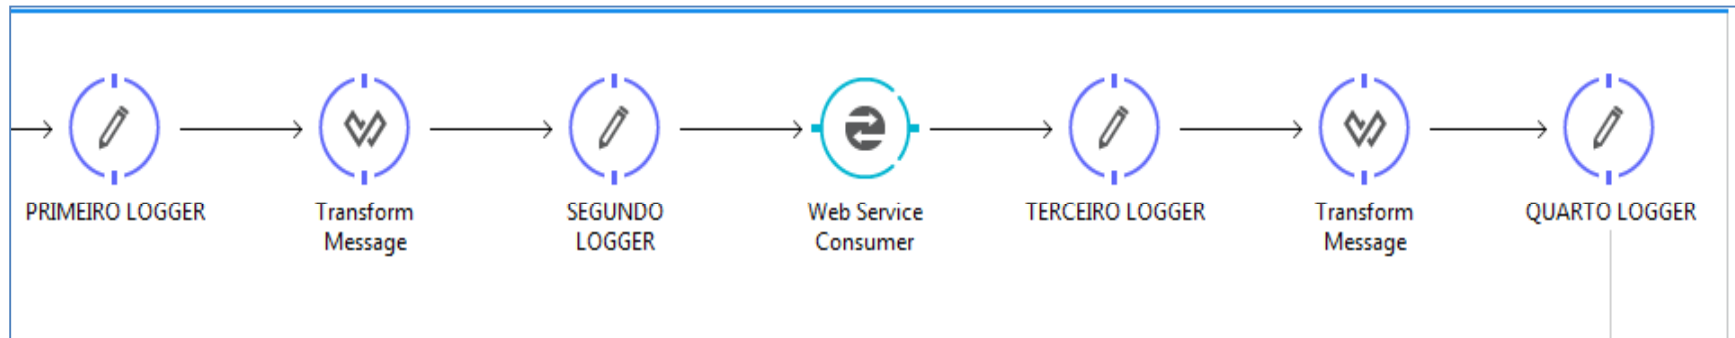 PRIMEIRO LOGGER
Transform
Message
SEGUNDO
LOGGER
Web Service
Consumer
TERCEIRO LOGGER
Transform
Message
QUARTO LOGGER